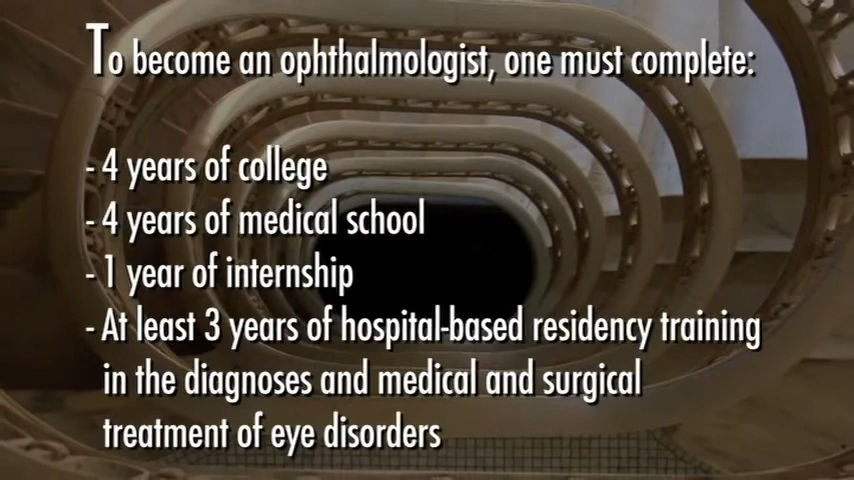 To become an ophthalmologist, one must complete:
- 4 years of college
- 4 years of medical school
- 1 year of internship
- At least 3 years of hospital-based residency training
in the diagnoses and medical and surgical
treatment of eye disorders